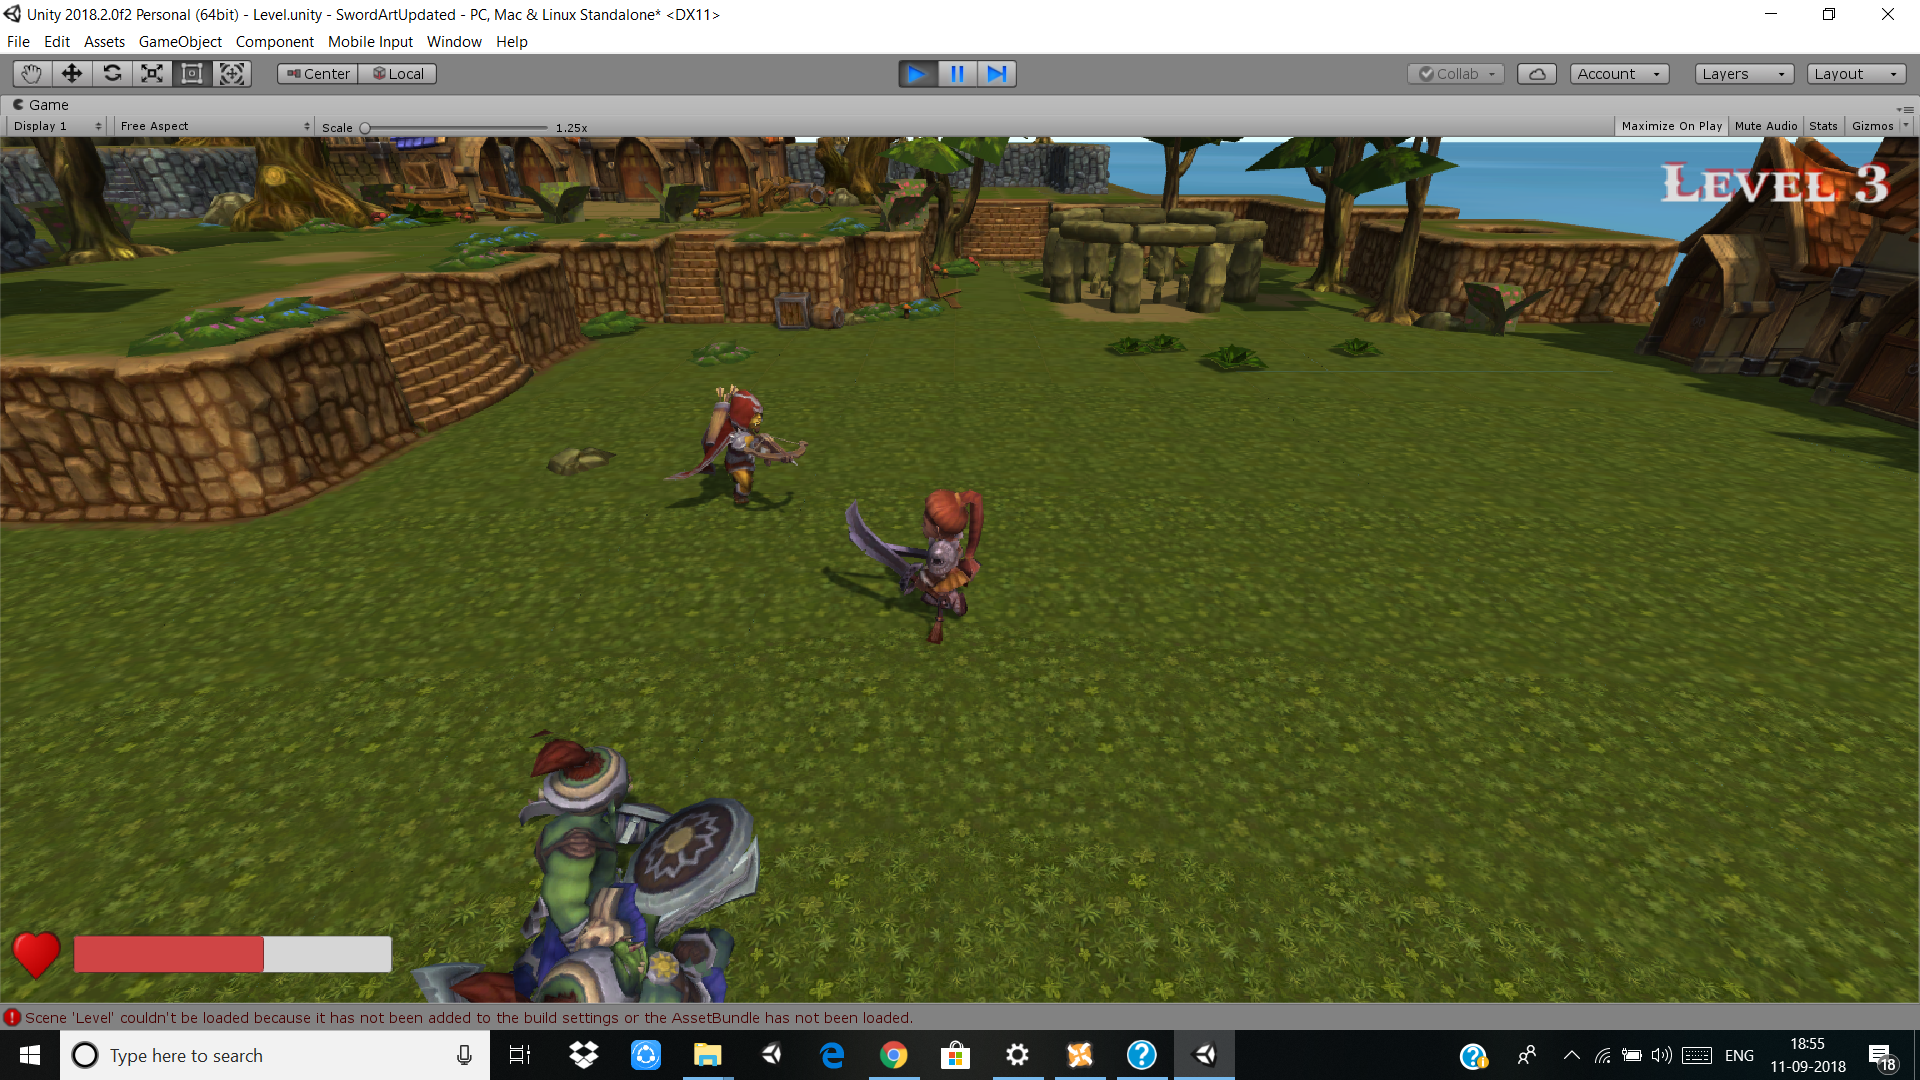 Unity 2018.2.0f2 Personal (64bit) - Level.unity - SwordArtUpdated - PC, Mac & Linux Standalone* <DX11>
File Edit Assets GameObject Component Mobile Input Window Help
Center Local Collab Account Layers Layout
Game
Display 1 Free Aspect Scale 1.25x Maximize On Play Mute Audio Stats Gizmos
Level 3
Scene 'Level' couldn't be loaded because it has not been added to the build settings or the AssetBundle has not been loaded.
Type here to search
ENG
18:55
11-09-2018
18